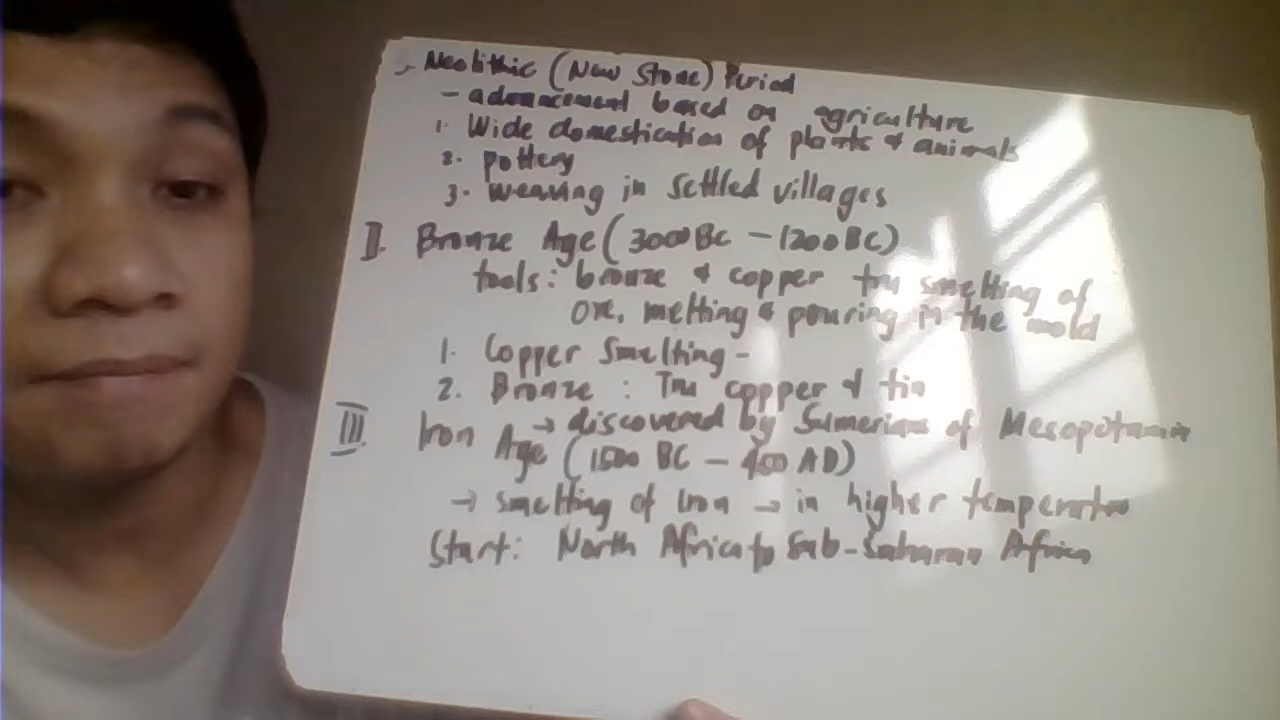 - Neolithic (New Stone) Period
- advancement based on agriculture
1. Wide domestication of plants & animals
2. pottery
3. weaving in settled villages
II. Bronze Age (3000 BC - 1200 BC)
tools: bronze & copper tru smelting of
ore, melting & pouring in the mold
1. Copper Smelting -
2. Bronze : Tru copper & tin
→ discovered by Sumerians of Mesopotamia
III. Iron Age (1500 BC - 400 AD)
→ smelting of iron → in higher temperature
Start: North Africa to Sub-Saharan Africa